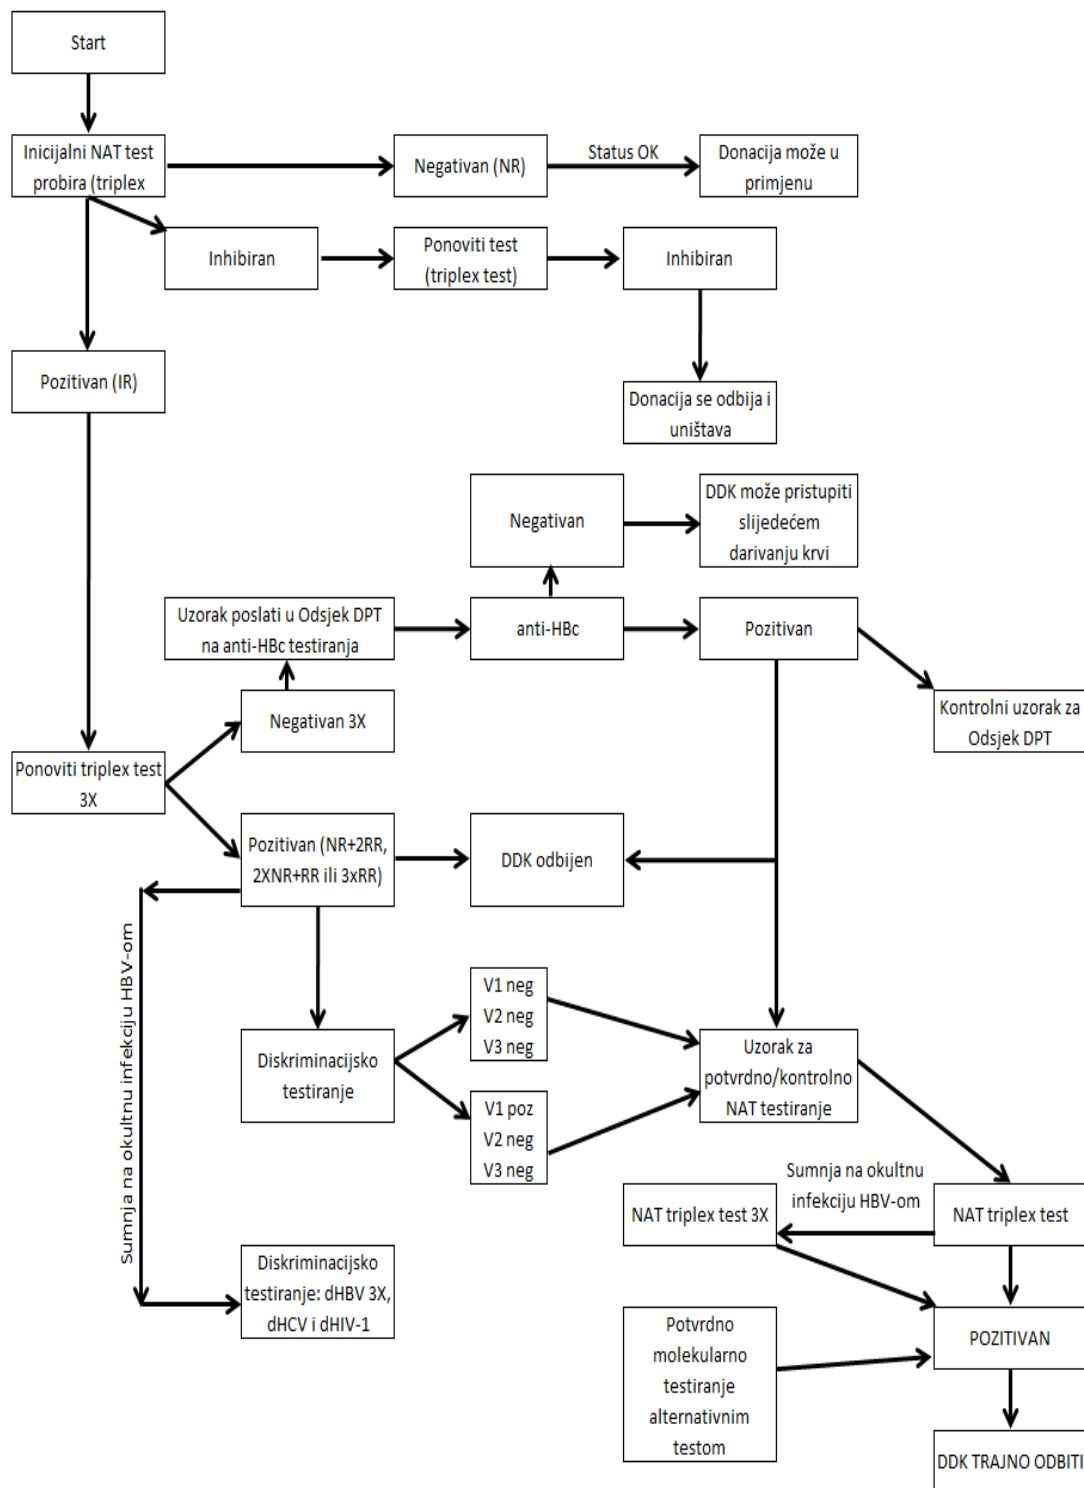 Start
Inicijalni NAT test
probira (triplex
Negativan (NR)
Status OK
Donacija može u
primjenu
Inhibiran
Ponoviti test
(triplex test)
Inhibiran
Pozitivan (IR)
Donacija se odbija i
uništava
Negativan
DDK može pristupiti
slijedećem
darivanju krvi
Uzorak poslati u Odsjek DPT
na anti-HBc testiranja
anti-HBc
Pozitivan
Negativan 3X
Kontrolni uzorak za
Odsjek DPT
Ponoviti triplex test
3X
Pozitivan (NR+2RR,
2XNR+RR ili 3xRR)
DDK odbijen
Sumnja na okultnu infekciju HBV-om
V1 neg
V2 neg
V3 neg
Diskriminacijsko
testiranje
Uzorak za
potvrdno/kontrolno
NAT testiranje
V1 poz
V2 neg
V3 neg
Sumnja na okultnu
infekciju HBV-om
NAT triplex test 3X
NAT triplex test
Diskriminacijsko
testiranje: dHBV 3X,
dHCV i dHIV-1
Potvrdno
molekularno
testiranje
alternativnim
testom
POZITIVAN
DDK TRAJNO ODBITI